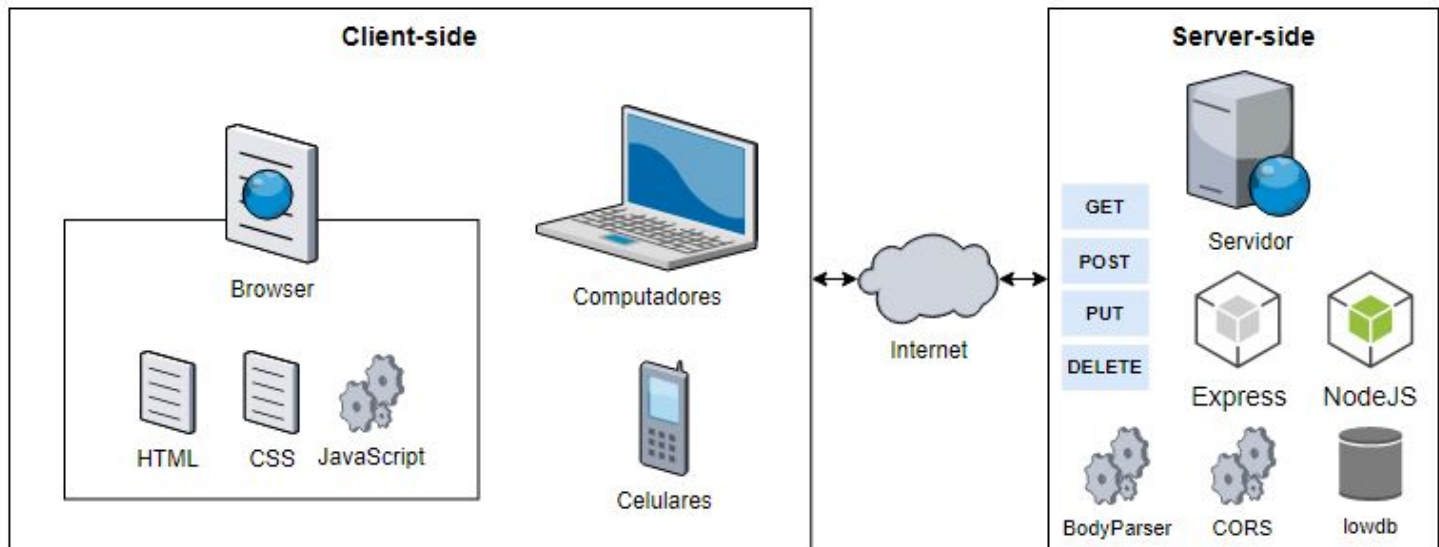 Client-side
Browser
HTML
CSS
JavaScript
Computadores
Celulares
Internet
Server-side
Servidor
GET
POST
PUT
DELETE
Express
NodeJS
BodyParser
CORS
lowdb